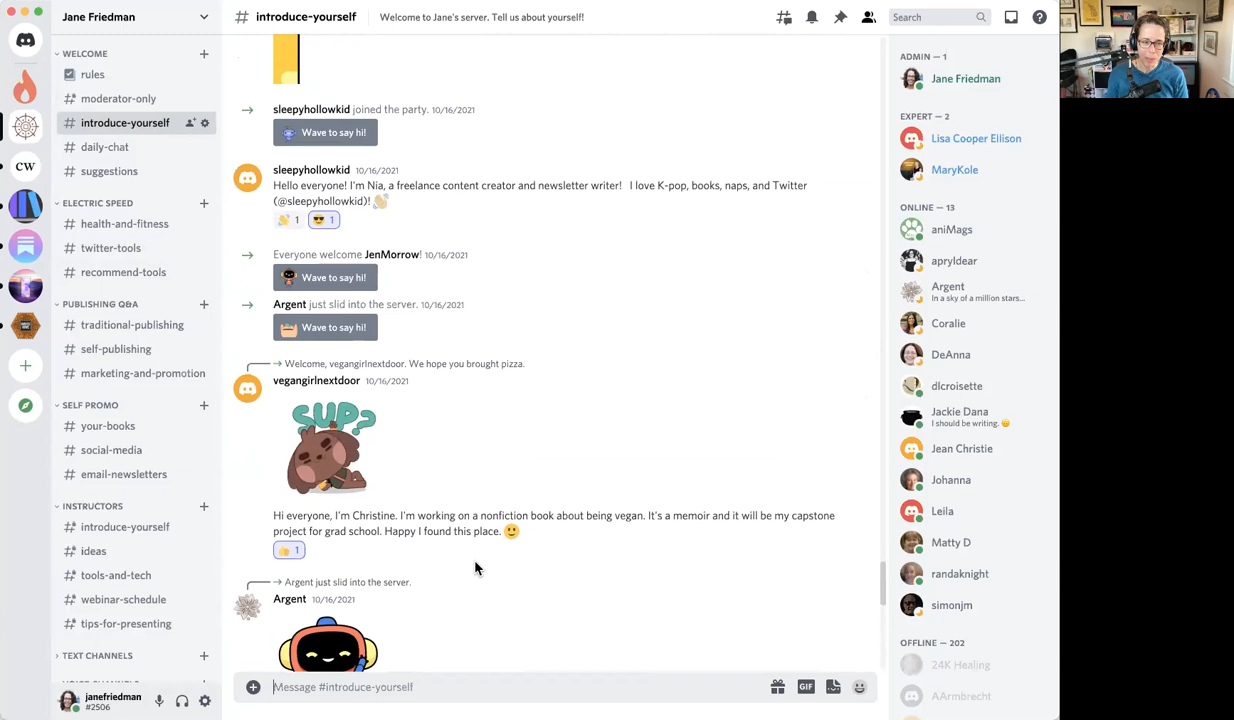 Jane Friedman
WELCOME
rules
moderator-only
introduce-yourself
daily-chat
suggestions
ELECTRIC SPEED
health-and-fitness
twitter-tools
recommend-tools
PUBLISHING Q&A
traditional-publishing
self-publishing
marketing-and-promotion
SELF PROMO
your-books
social-media
email-newsletters
INSTRUCTORS
introduce-yourself
ideas
tools-and-tech
webinar-schedule
tips-for-presenting
TEXT CHANNELS
janefriedman
#2506
CW
introduce-yourself
Welcome to Jane's server. Tell us about yourself!
Search
sleepyhollowkid joined the party. 10/16/2021
Wave to say hi!
sleepyhollowkid 10/16/2021
Hello everyone! I'm Nia, a freelance content creator and newsletter writer! I love K-pop, books, naps, and Twitter
(@sleepyhollowkid)! 👋
👋 1 😎 1
Everyone welcome JenMorrow! 10/16/2021
Wave to say hi!
Argent just slid into the server. 10/16/2021
Wave to say hi!
Welcome, vegangirlnextdoor. We hope you brought pizza.
vegangirlnextdoor 10/16/2021
SUP?
Hi everyone, I'm Christine. I'm working on a nonfiction book about being vegan. It's a memoir and it will be my capstone
project for grad school. Happy I found this place. 🙂
👍 1
Argent just slid into the server.
Argent 10/16/2021
Message #introduce-yourself
GIF
ADMIN — 1
Jane Friedman
EXPERT — 2
Lisa Cooper Ellison
MaryKole
ONLINE — 13
aniMags
apryldear
Argent
In a sky of a million stars...
Coralie
DeAnna
dlcroisette
Jackie Dana
I should be writing. 😏
Jean Christie
Johanna
Leila
Matty D
randaknight
simonjm
OFFLINE — 202
24K Healing
AArmbrecht